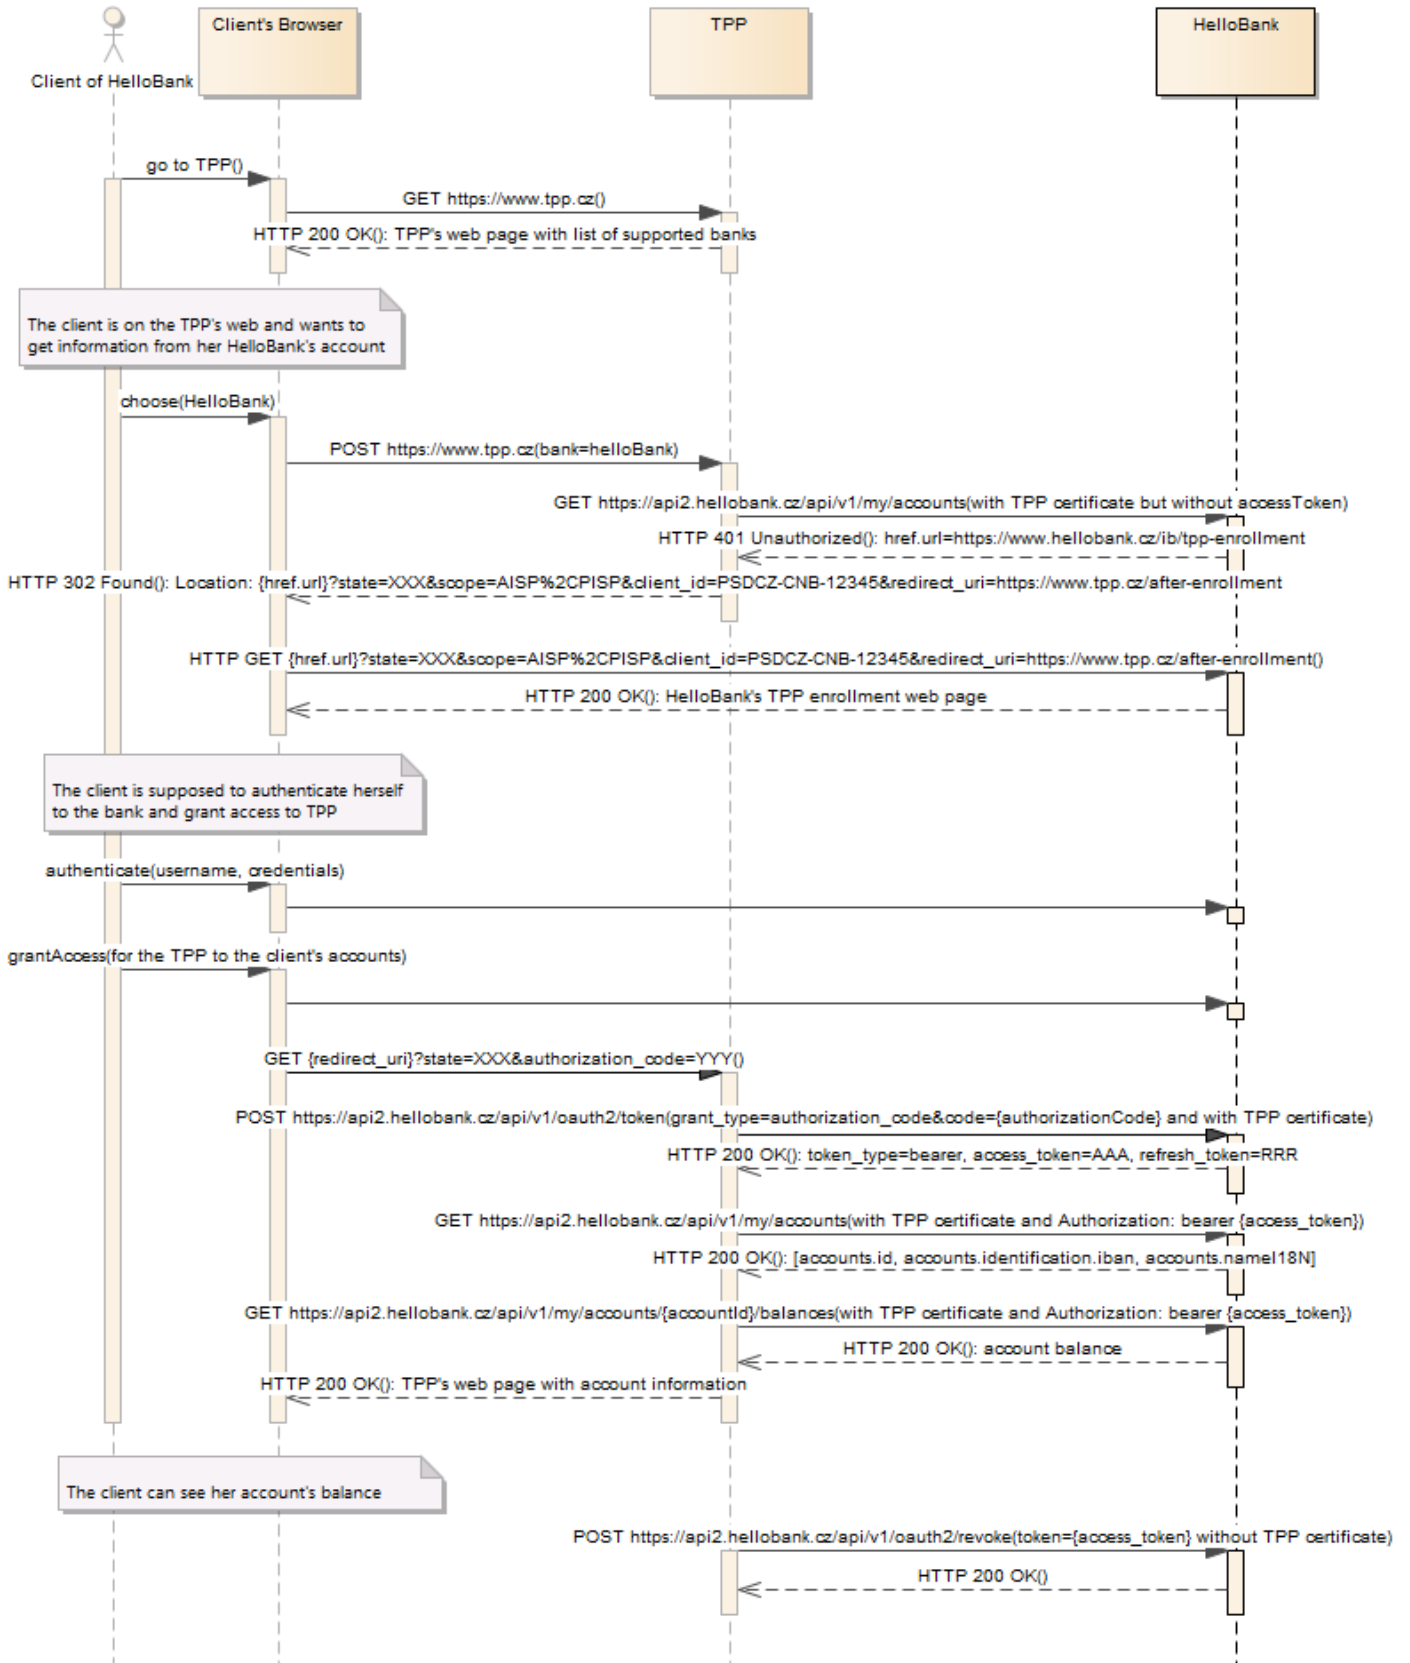 Client's Browser
TPP
HelloBank
Client of HelloBank
go to TPP()
GET https://www.tpp.cz()
HTTP 200 OK(): TPP's web page with list of supported banks
The client is on the TPP's web and wants to
get information from her HelloBank's account
choose(HelloBank)
POST https://www.tpp.cz(bank=helloBank)
GET https://api2.hellobank.cz/api/v1/my/accounts(with TPP certificate but without accessToken)
HTTP 401 Unauthorized(): href.url=https://www.hellobank.cz/ib/tpp-enrollment
HTTP 302 Found(): Location: {href.url}?state=XXX&scope=AISP%2CPISP&client_id=PSDCZ-CNB-12345&redirect_uri=https://www.tpp.cz/after-enrollment
HTTP GET {href.url}?state=XXX&scope=AISP%2CPISP&client_id=PSDCZ-CNB-12345&redirect_uri=https://www.tpp.cz/after-enrollment()
HTTP 200 OK(): HelloBank's TPP enrollment web page
The client is supposed to authenticate herself
to the bank and grant access to TPP
authenticate(username, credentials)
grantAccess(for the TPP to the client's accounts)
GET {redirect_uri}?state=XXX&authorization_code=YYY()
POST https://api2.hellobank.cz/api/v1/oauth2/token(grant_type=authorization_code&code={authorizationCode} and with TPP certificate)
HTTP 200 OK(): token_type=bearer, access_token=AAA, refresh_token=RRR
GET https://api2.hellobank.cz/api/v1/my/accounts(with TPP certificate and Authorization: bearer {access_token})
HTTP 200 OK(): [accounts.id, accounts.identification.iban, accounts.nameI18N]
GET https://api2.hellobank.cz/api/v1/my/accounts/{accountId}/balances(with TPP certificate and Authorization: bearer {access_token})
HTTP 200 OK(): account balance
HTTP 200 OK(): TPP's web page with account information
The client can see her account's balance
POST https://api2.hellobank.cz/api/v1/oauth2/revoke(token={access_token} without TPP certificate)
HTTP 200 OK()